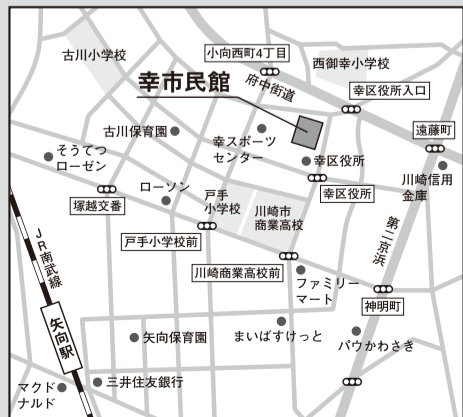 古川小学校
小向西町4丁目
西御幸小学校
幸市民館
府中街道
幸区役所入口
古川保育園
幸スポーツ
センター
遠藤町
そうてつ
ローゼン
幸区役所
川崎信用
金庫
ローソン
戸手
小学校
幸区役所
塚越交番
川崎市
商業高校
第二京浜
戸手小学校前
JR南武線
川崎商業高校前
ファミリー
マート
神明町
矢向駅
矢向保育園
まいばすけっと
パウかわさき
マクド
ナルド
三井住友銀行